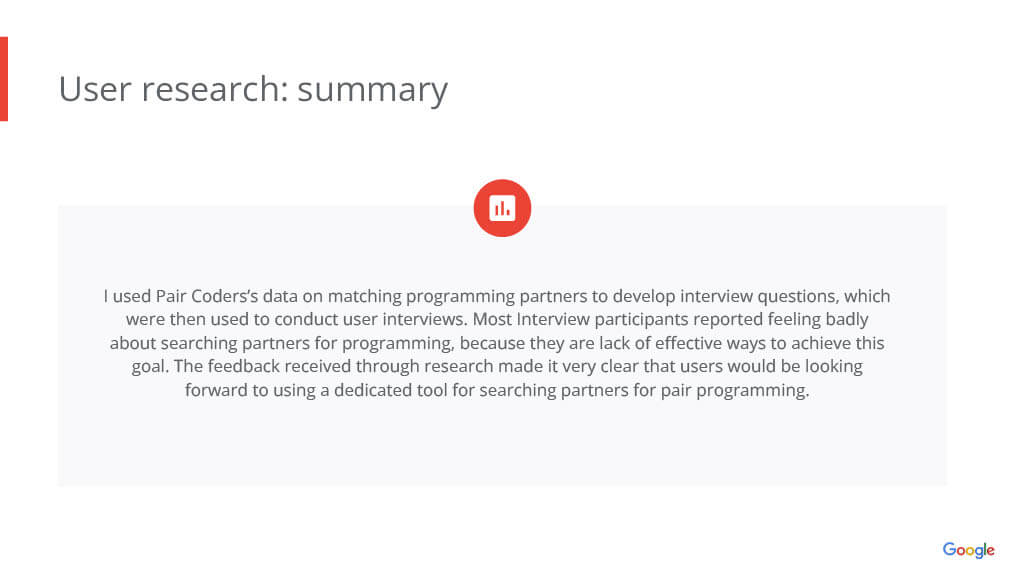 User research: summary
I used Pair Coders’s data on matching programming partners to develop interview questions, which
were then used to conduct user interviews. Most Interview participants reported feeling badly
about searching partners for programming, because they are lack of effective ways to achieve this
goal. The feedback received through research made it very clear that users would be looking
forward to using a dedicated tool for searching partners for pair programming.
Google